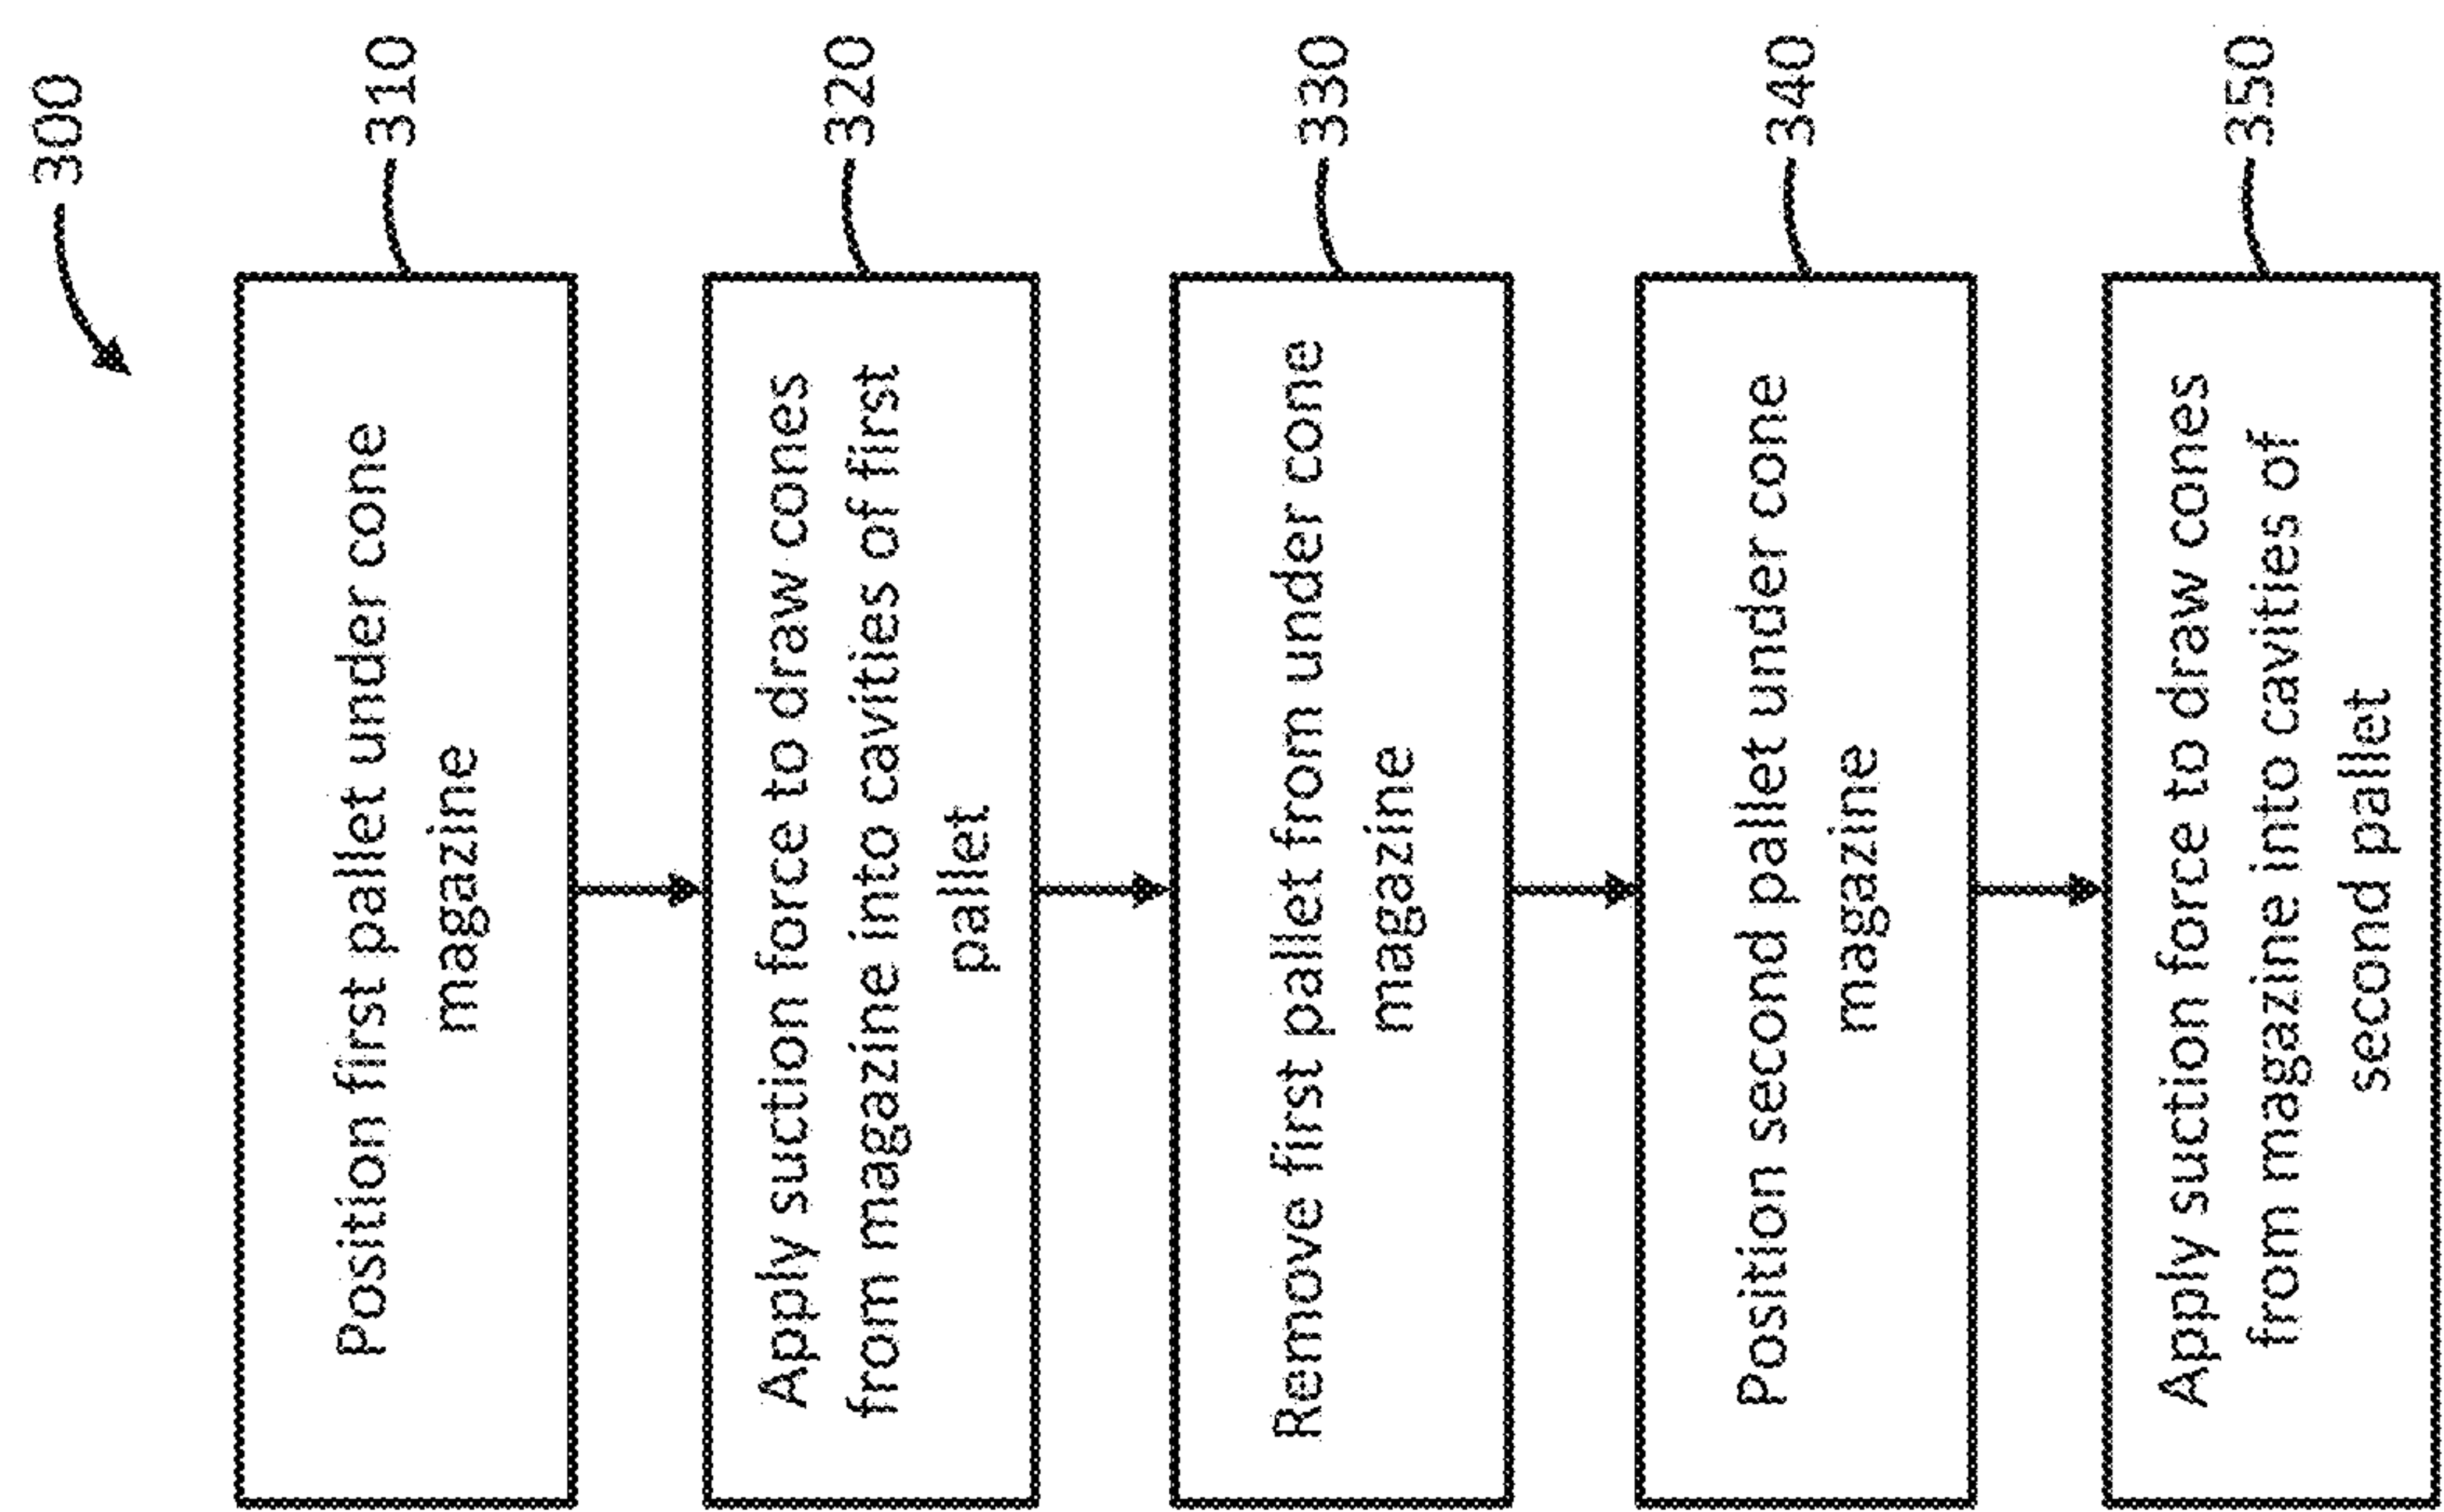 300
Position first pallet under cone
magazine
310
Apply suction force to draw cones
from magazine into cavities of first
pallet
320
Remove first pallet from under cone
magazine
330
Position second pallet under cone
magazine
340
Apply suction force to draw cones
from magazine into cavities of
second pallet
350